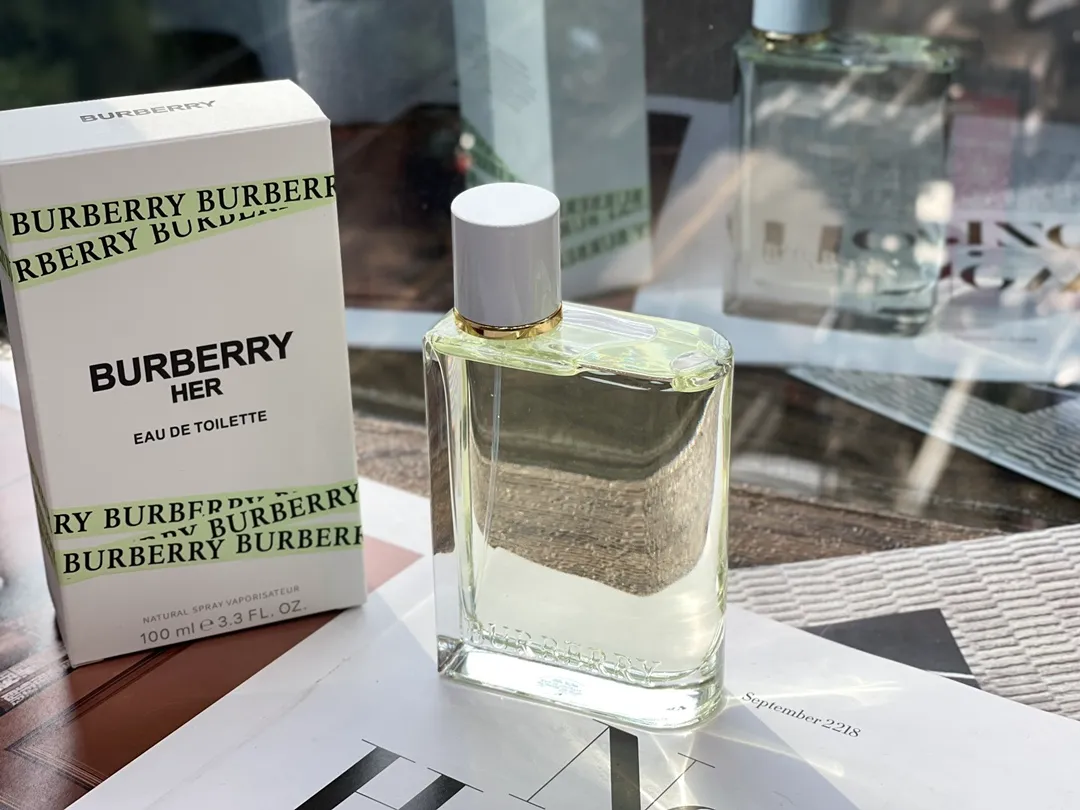 BURBERRY
BURBERRY BURBERR
RBERRY BURBERR
BURBERRY
HER
EAU DE TOILETTE
RY BURBERRY
RRY BURBERRY
BURBERRY BURBER
NATURAL SPRAY VAPORISATEUR
100 ml ℮ 3.3 FL. OZ.
BURBERRY
September 2218